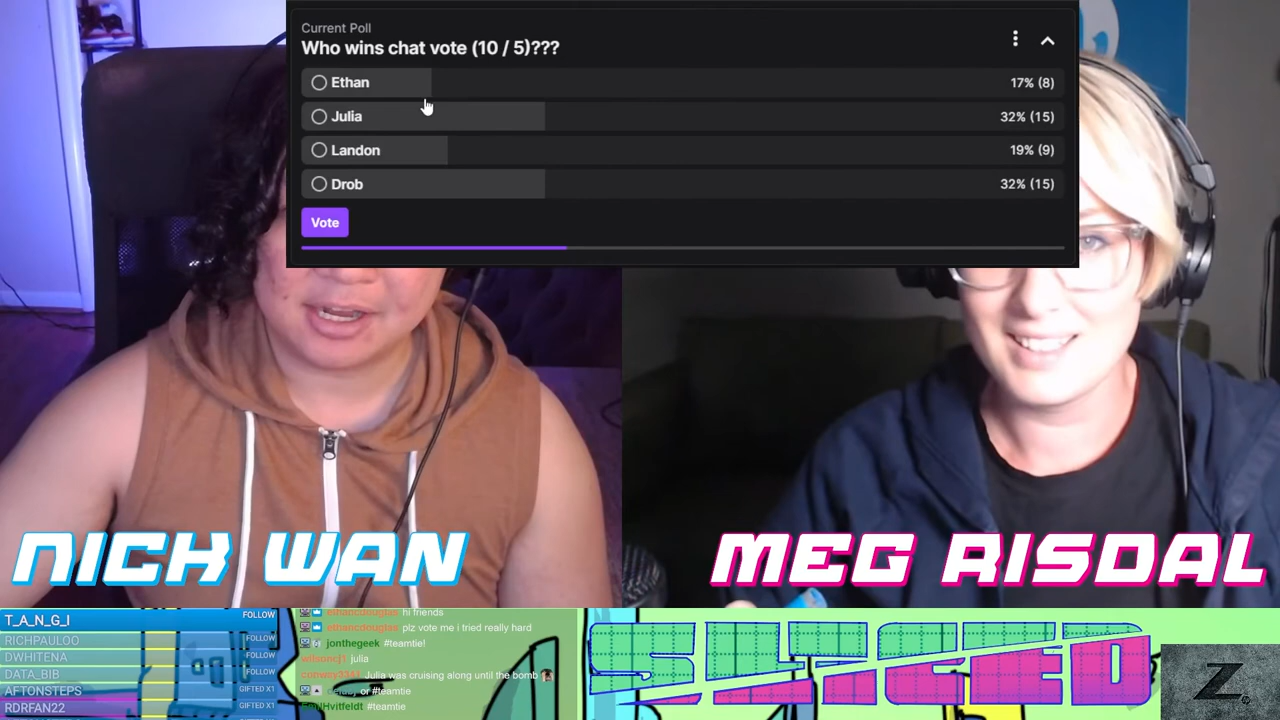 Current Poll
Who wins chat vote (10 / 5)???
Ethan 17% (8)
Julia 32% (15)
Landon 19% (9)
Drob 32% (15)
Vote
NICK WAN
MEG RISDAL
T_A_N_G_I FOLLOW
RICHPAULOO FOLLOW
DWHITENA FOLLOW
DATA_BIB FOLLOW
AFTONSTEPS GIFTED X1
RDRFAN22 GIFTED X1
ethancdouglas hi friends
ethancdouglas plz vote me i tried really hard
jonthegeek #teamtie!
julia
Julia was cruising along until the bomb
or #teamtie
#teamtie
SLICED
Z